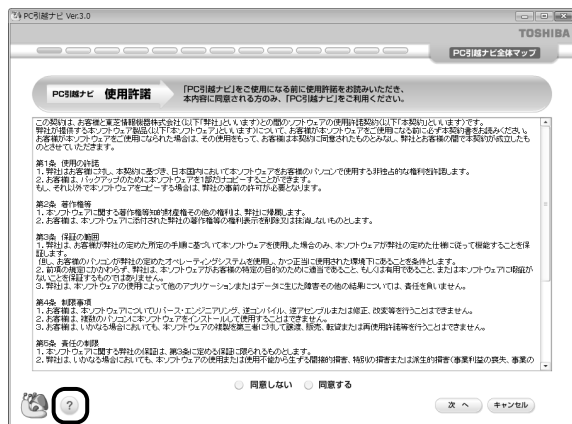 PC引越ナビ Ver.3.0
TOSHIBA
PC引越ナビ全体マップ
PC引越ナビ 使用許諾
「PC引越ナビ」をご使用になる前に使用許諾をお読みいただき、
本内容に同意される方のみ、「PC引越ナビ」をご利用ください。
この契約は、お客様と東芝情報機器株式会社(以下「弊社」といいます)との間のソフトウェアの使用許諾契約(以下「本契約」といいます)です。
弊社が提供する本ソフトウェア製品(以下「本ソフトウェア」といいます)について、お客様が本ソフトウェアをご使用になる前に必ず本契約書をお読みください。
お客様が本ソフトウェアをご使用になられた場合は、その使用をもって、お客様は本契約に同意されたものとみなし、弊社とお客様の間で本契約が成立したも
のとさせていただきます。
第1条 使用の許諾
1. 弊社はお客様に対し、本契約に基づき、日本国内において本ソフトウェアをお客様のパソコンで使用する非独占的な権利を許諾します。
2. お客様は、バックアップのために本ソフトウェアを1部だけコピーすることができます。
もし、それ以外で本ソフトウェアをコピーする場合は、弊社の事前の許可が必要となります。
第2条 著作権等
1. 本ソフトウェアに関する著作権等知的財産権その他の権利は、弊社に帰属します。
2. お客様は、本ソフトウェアに添付された弊社の著作権等の権利表示を削除又は抹消しないものとします。
第3条 保証の範囲
1. 弊社は、お客様が弊社の定めた所定の手順に基づいて本ソフトウェアを使用した場合のみ、本ソフトウェアが弊社の定めた仕様に従って機能することを保
証します。
但し、お客様のパソコンが弊社の定めたオペレーティングシステムを使用し、かつ正当に使用された環境下にあることを条件とします。
2. 前項の規定にかかわらず、弊社は、本ソフトウェアがお客様の特定の目的のために適当であること、もしくは有用であること、または本ソフトウェアに瑕疵が
ないことを保証するものではありません。
3. 弊社は、本ソフトウェアの使用によって他のアプリケーションまたはデータに生じた障害その他の結果については、責任を負いません。
第4条 制限事項
1. お客様は、本ソフトウェアについてリバース・エンジニアリング、逆コンパイル、逆アセンブルまたは修正、改変等を行うことはできません。
2. お客様は、複数のパソコンに本ソフトウェアをインストールして使用することはできません。
3. お客様は、いかなる場合においても、本ソフトウェアの複製を第三者に対して譲渡、販売、転貸または再使用許諾等を行うことはできません。
第5条 責任の制限
1. 本ソフトウェアに関する弊社の保証は、第3条に定める保証に限られるものとします。
2. 弊社は、いかなる場合においても、本ソフトウェアの使用または使用不能から生ずる間接的損害、特別の損害または派生的損害(事業利益の喪失、事業の
同意しない 同意する
?
次 へ キャンセル